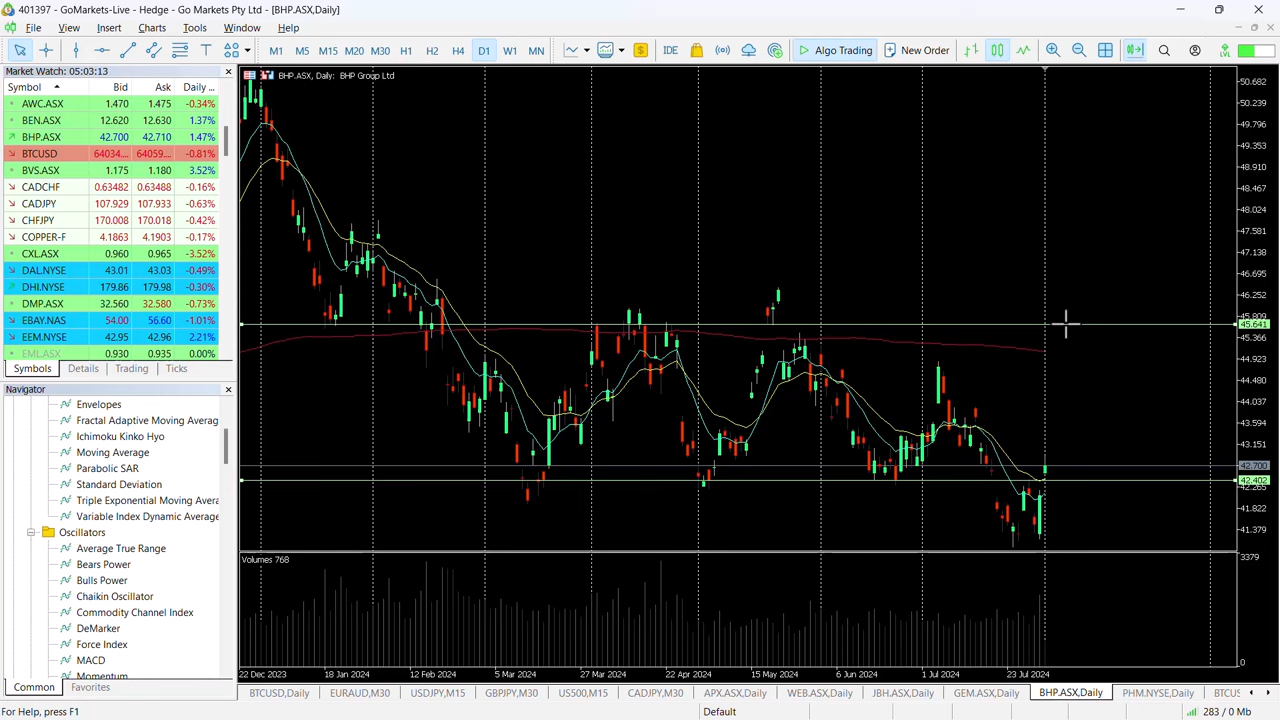 401397 - GoMarkets-Live - Hedge - Go Markets Pty Ltd - [BHP.ASX,Daily]
File View Insert Charts Tools Window Help
M1 M5 M15 M20 M30 H1 H2 H4 D1 W1 MN IDE Algo Trading New Order LVL
Market Watch: 05:03:13
Symbol Bid Ask Daily ...
AWC.ASX 1.470 1.475 -0.34%
BEN.ASX 12.620 12.630 1.37%
BHP.ASX 42.700 42.710 1.47%
BTCUSD 64034.... 64059.... -0.81%
BVS.ASX 1.175 1.180 3.52%
CADCHF 0.63482 0.63488 -0.16%
CADJPY 107.929 107.933 -0.63%
CHFJPY 170.008 170.018 -0.42%
COPPER-F 4.1863 4.1903 -0.17%
CXL.ASX 0.960 0.965 -3.52%
DAL.NYSE 43.01 43.03 -0.49%
DHI.NYSE 179.86 179.98 -0.30%
DMP.ASX 32.560 32.580 -0.73%
EBAY.NAS 54.00 56.60 -1.01%
EEM.NYSE 42.95 42.96 2.21%
EML.ASX 0.930 0.935 0.00%
Symbols Details Trading Ticks
Navigator
Envelopes
Fractal Adaptive Moving Averag
Ichimoku Kinko Hyo
Moving Average
Parabolic SAR
Standard Deviation
Triple Exponential Moving Avera
Variable Index Dynamic Average
Oscillators
Average True Range
Bears Power
Bulls Power
Chaikin Oscillator
Commodity Channel Index
DeMarker
Force Index
MACD
Momentum
Common Favorites
BHP.ASX, Daily: BHP Group Ltd
50.682
50.239
49.796
49.353
48.910
48.467
48.024
47.581
47.138
46.695
46.252
45.809
45.641
45.366
44.923
44.480
44.037
43.594
43.151
42.700
42.402
42.265
41.822
41.379
Volumes 768
3379
0
22 Dec 2023 18 Jan 2024 12 Feb 2024 5 Mar 2024 27 Mar 2024 22 Apr 2024 15 May 2024 6 Jun 2024 1 Jul 2024 23 Jul 2024
BTCUSD,Daily EURAUD,M30 USDJPY,M15 GBPJPY,M30 US500,M15 CADJPY,M30 APX.ASX,Daily WEB.ASX,Daily JBH.ASX,Daily GEM.ASX,Daily BHP.ASX,Daily PHM.NYSE,Daily BTCUS
For Help, press F1 Default 283 / 0 Mb